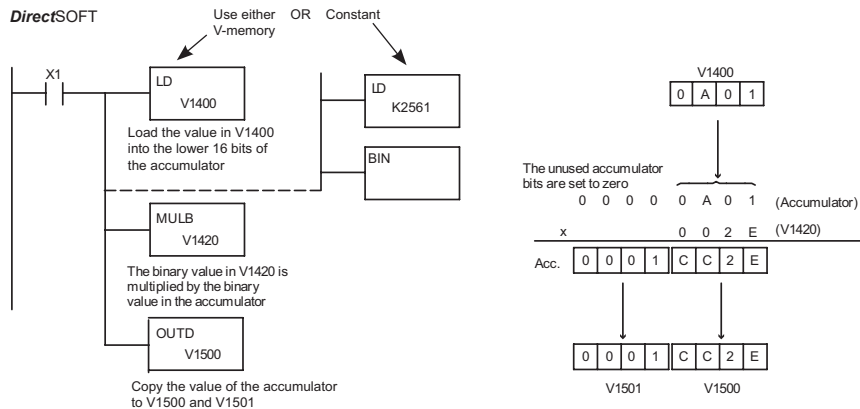 DirectSOFT
Use either OR Constant
V-memory
X1
LD
V1400
Load the value in V1400
into the lower 16 bits of
the accumulator
LD
K2561
BIN
MULB
V1420
The binary value in V1420 is
multiplied by the binary
value in the accumulator
OUTD
V1500
Copy the value of the accumulator
to V1500 and V1501
V1400
0 A 0 1
The unused accumulator
bits are set to zero
0 0 0 0 0 A 0 1 (Accumulator)
x 0 0 2 E (V1420)
Acc. 0 0 0 1 C C 2 E
0 0 0 1 C C 2 E
V1501 V1500